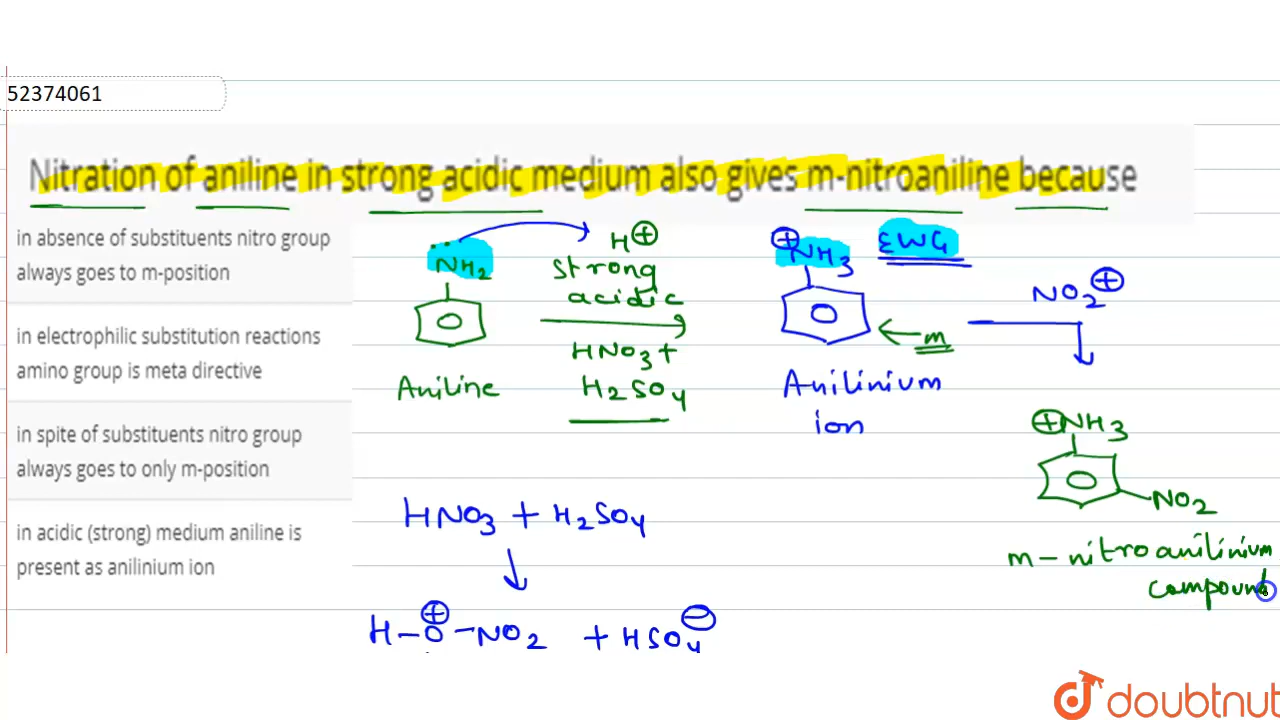 52374061
Nitration of aniline in strong acidic medium also gives m-nitroaniline because
in absence of substituents nitro group
always goes to m-position
in electrophilic substitution reactions
amino group is meta directive
in spite of substituents nitro group
always goes to only m-position
in acidic (strong) medium aniline is
present as anilinium ion
NH2
Aniline
H⊕
strong
acidic
HNO3+
H2SO4
⊕NH3
EWG
m
Anilinium
ion
NO2⊕
⊕NH3
NO2
m-nitroanilinium
compound
HNO3 + H2SO4
H-O⊕-NO2 + HSO4⊖
doubtnut